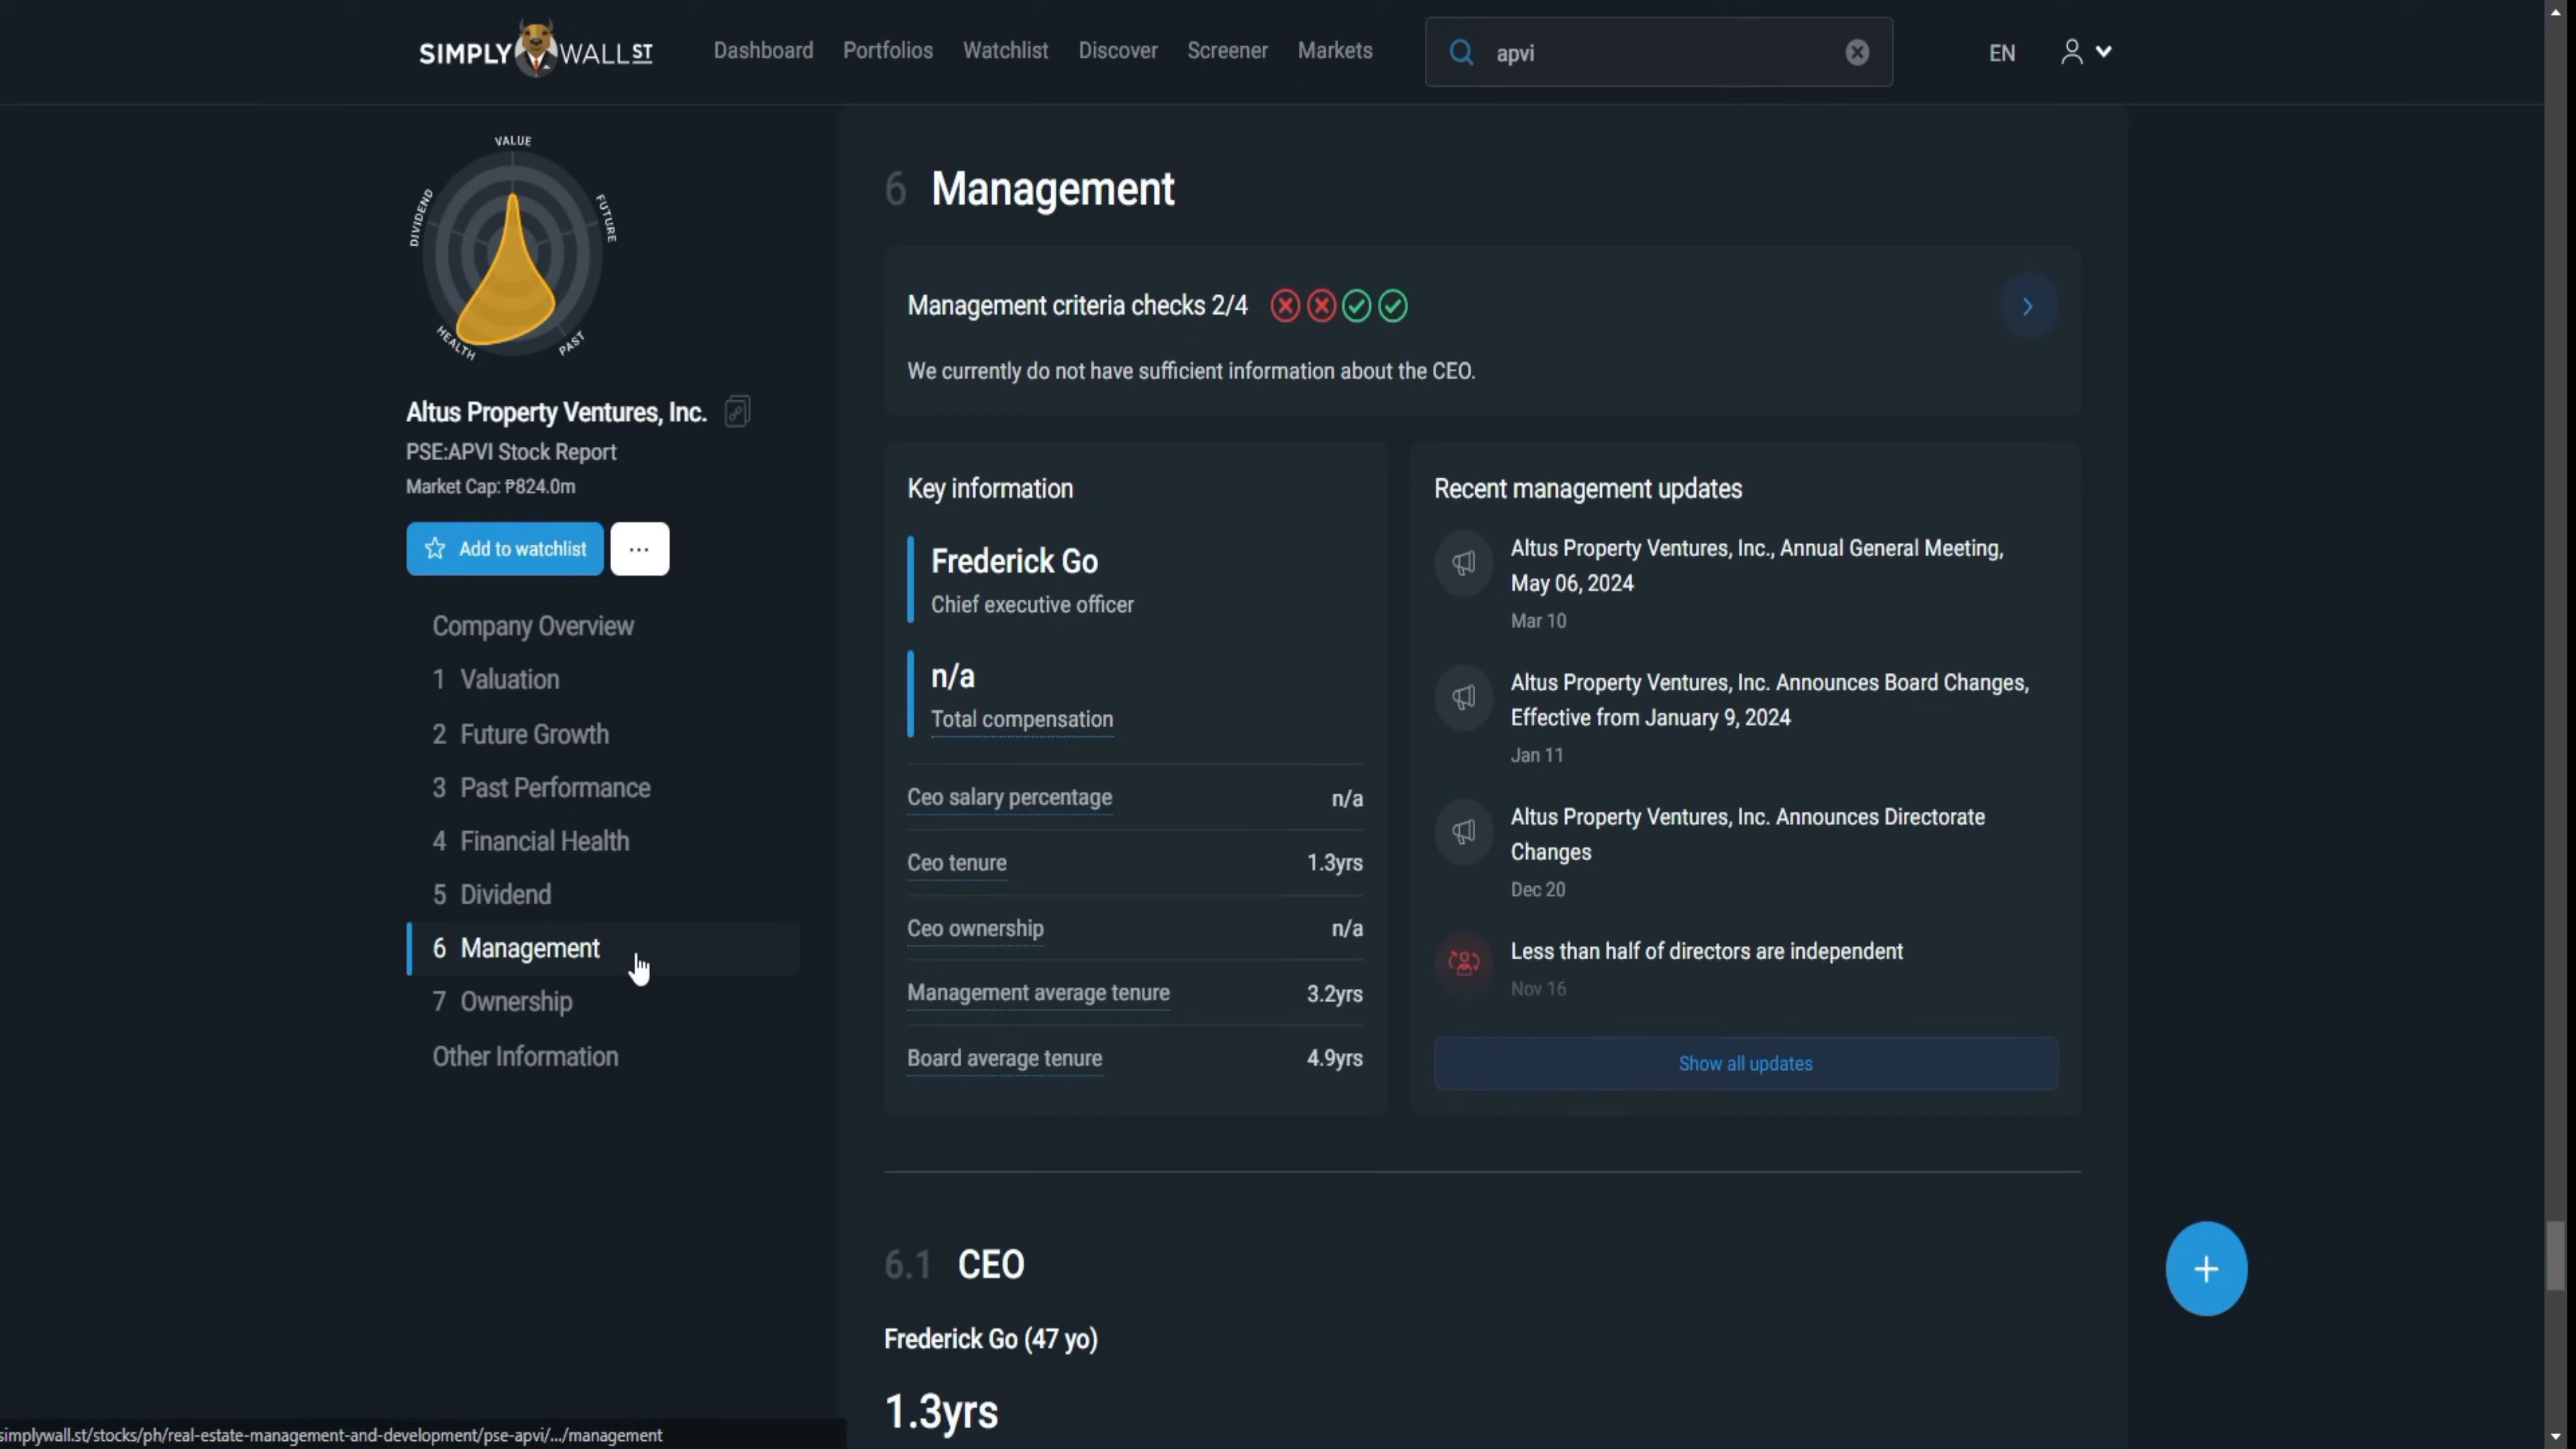 SIMPLY WALL ST
Dashboard Portfolios Watchlist Discover Screener Markets
apvi
EN
VALUE
FUTURE
PAST
HEALTH
DIVIDEND
Altus Property Ventures, Inc.
PSE:APVI Stock Report
Market Cap: ₱824.0m
Add to watchlist
...
Company Overview
1 Valuation
2 Future Growth
3 Past Performance
4 Financial Health
5 Dividend
6 Management
7 Ownership
Other Information
6 Management
Management criteria checks 2/4
We currently do not have sufficient information about the CEO.
Key information
Frederick Go
Chief executive officer
n/a
Total compensation
Ceo salary percentage n/a
Ceo tenure 1.3yrs
Ceo ownership n/a
Management average tenure 3.2yrs
Board average tenure 4.9yrs
Recent management updates
Altus Property Ventures, Inc., Annual General Meeting,
May 06, 2024
Mar 10
Altus Property Ventures, Inc. Announces Board Changes,
Effective from January 9, 2024
Jan 11
Altus Property Ventures, Inc. Announces Directorate
Changes
Dec 20
Less than half of directors are independent
Nov 16
Show all updates
6.1 CEO
Frederick Go (47 yo)
1.3yrs
simplywall.st/stocks/ph/real-estate-management-and-development/pse-apvi/.../management